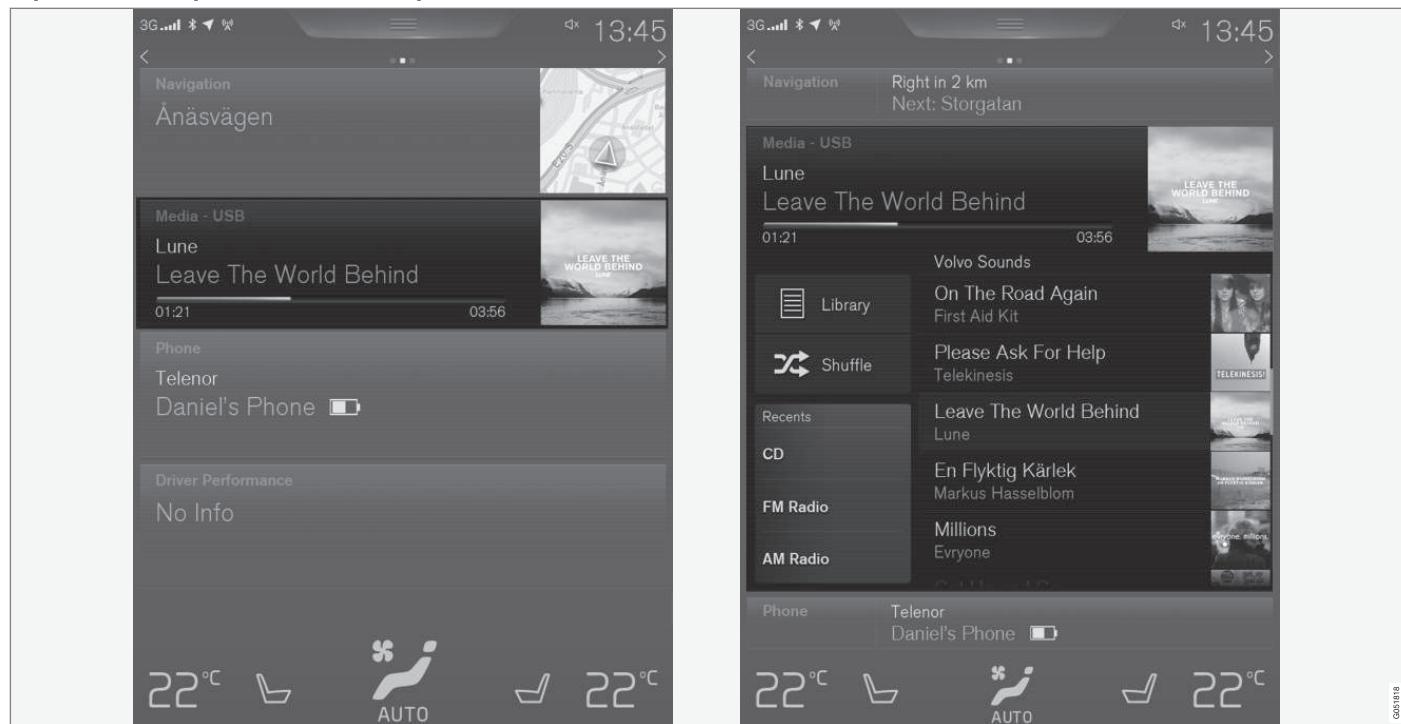 3G
13:45
Navigation
Ånäsvägen
E20
Media - USB
Lune
Leave The World Behind
01:21
03:56
LEAVE THE
WORLD BEHIND
LUNE
Phone
Telenor
Daniel's Phone
Driver Performance
No Info
22°C
AUTO
22°C
3G
13:45
Navigation
Right in 2 km
Next: Storgatan
Media - USB
Lune
Leave The World Behind
01:21
03:56
LEAVE THE
WORLD BEHIND
LUNE
Volvo Sounds
Library
Shuffle
Recents
CD
FM Radio
AM Radio
On The Road Again
First Aid Kit
Please Ask For Help
Telekinesis
TELEKINESIS!
Leave The World Behind
Lune
En Flyktig Kärlek
Markus Hasselblom
Millions
Evryone
evryone, millions
Phone
Telenor
Daniel's Phone
22°C
AUTO
22°C
G051818